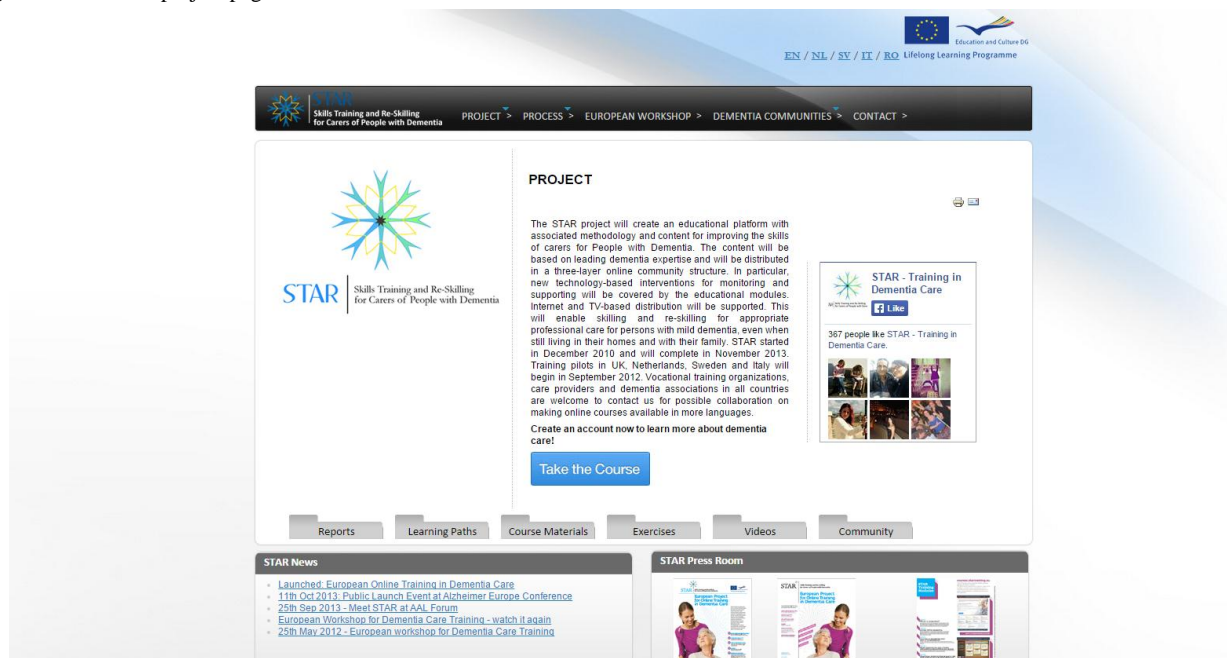 Education and Culture DG
EN / NL / SV / IT / RO Lifelong Learning Programme
STAR
Skills Training and Re-Skilling
for Carers of People with Dementia
PROJECT > PROCESS > EUROPEAN WORKSHOP > DEMENTIA COMMUNITIES > CONTACT >
STAR
Skills Training and Re-Skilling
for Carers of People with Dementia
PROJECT
The STAR project will create an educational platform with
associated methodology and content for improving the skills
of carers for People with Dementia. The content will be
based on leading dementia expertise and will be distributed
in a three-layer online community structure. In particular,
new technology-based interventions for monitoring and
supporting will be covered by the educational modules.
Internet and TV-based distribution will be supported. This
will enable skilling and re-skilling for appropriate
professional care for persons with mild dementia, even when
still living in their homes and with their family. STAR started
in December 2010 and will complete in November 2013.
Training pilots in UK, Netherlands, Sweden and Italy will
begin in September 2012. Vocational training organizations,
care providers and dementia associations in all countries
are welcome to contact us for possible collaboration on
making online courses available in more languages.
Create an account now to learn more about dementia
care!
Take the Course
STAR - Training in
Dementia Care
Like
367 people like STAR - Training in
Dementia Care.
Reports
Learning Paths
Course Materials
Exercises
Videos
Community
STAR News
Launched: European Online Training in Dementia Care
11th Oct 2013: Public Launch Event at Alzheimer Europe Conference
25th Sep 2013 - Meet STAR at AAL Forum
European Workshop for Dementia Care Training - watch it again
25th May 2012 - European workshop for Dementia Care Training
STAR Press Room
European Project
for Online Training
in Dementia Care
STAR
European Project
for Online Training
in Dementia Care